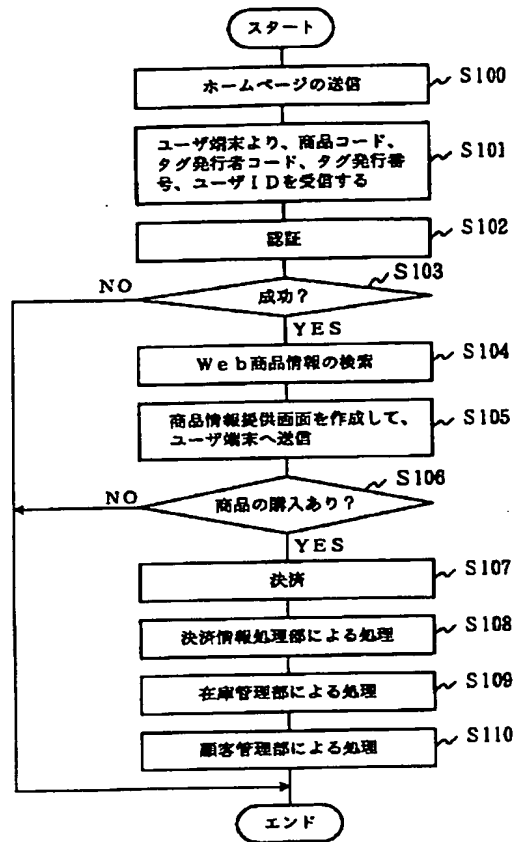 スタート
ホームページの送信
S100
ユーザ端末より、商品コード、
タグ発行者コード、タグ発行番
号、ユーザIDを受信する
S101
認証
S102
成功?
S103
NO
YES
Web商品情報の検索
S104
商品情報提供画面を作成して、
ユーザ端末へ送信
S105
商品の購入あり?
S106
NO
YES
決済
S107
決済情報処理部による処理
S108
在庫管理部による処理
S109
顧客管理部による処理
S110
エンド